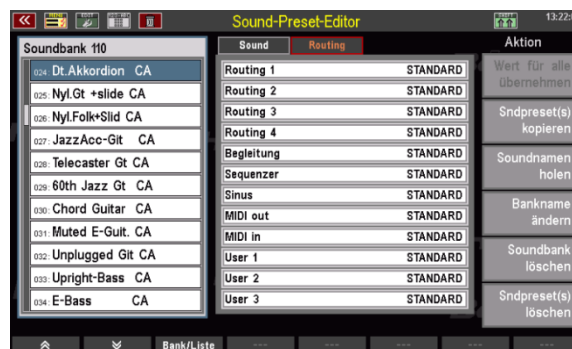 Sound-Preset-Editor
13:22:
Soundbank 110
Sound
Routing
Aktion
024: Dt.Akkordion CA
025: Nyl.Gt +slide CA
026: Nyl.Folk+Slid CA
027: JazzAcc-Git CA
028: Telecaster Gt CA
029: 60th Jazz Gt CA
030: Chord Guitar CA
031: Muted E-Guit. CA
032: Unplugged Git CA
033: Upright-Bass CA
034: E-Bass CA
Routing 1 STANDARD
Routing 2 STANDARD
Routing 3 STANDARD
Routing 4 STANDARD
Begleitung STANDARD
Sequenzer STANDARD
Sinus STANDARD
MIDI out STANDARD
MIDI in STANDARD
User 1 STANDARD
User 2 STANDARD
User 3 STANDARD
Wert für alle
übernehmen
Sndpreset(s)
kopieren
Soundnamen
holen
Bankname
ändern
Soundbank
löschen
Sndpreset(s)
löschen
Bank/Liste
--- --- --- --- ---